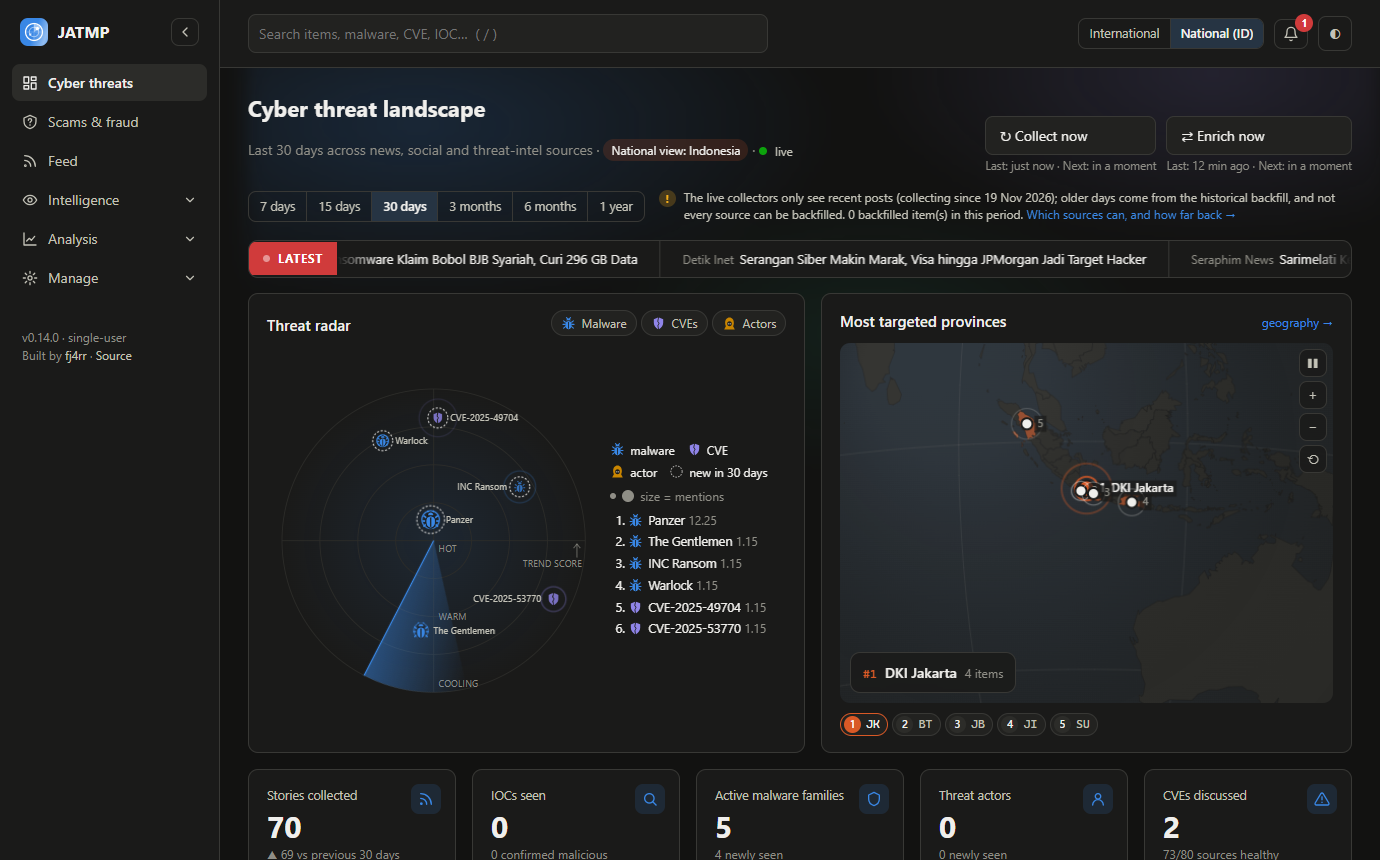 JATMP
Search items, malware, CVE, IOC... ( / )
International
National (ID)
1
Cyber threats
Scams & fraud
Feed
Intelligence
Analysis
Manage
v0.14.0 · single-user
Built by fj4rr · Source
Cyber threat landscape
Last 30 days across news, social and threat-intel sources · National view: Indonesia · live
Collect now
Last: just now · Next: in a moment
Enrich now
Last: 12 min ago · Next: in a moment
7 days
15 days
30 days
3 months
6 months
1 year
! The live collectors only see recent posts (collecting since 19 Nov 2026); older days come from the historical backfill, and not
every source can be backfilled. 0 backfilled item(s) in this period. Which sources can, and how far back →
LATEST
somware Klaim Bobol BJB Syariah, Curi 296 GB Data
Detik Inet Serangan Siber Makin Marak, Visa hingga JPMorgan Jadi Target Hacker
Seraphim News Sarimelati K
Threat radar
Malware
CVEs
Actors
CVE-2025-49704
Warlock
INC Ransom
Panzer
HOT
TREND SCORE
CVE-2025-53770
WARM
The Gentlemen
COOLING
malware
CVE
actor
new in 30 days
size = mentions
1. Panzer 12.25
2. The Gentlemen 1.15
3. INC Ransom 1.15
4. Warlock 1.15
5. CVE-2025-49704 1.15
6. CVE-2025-53770 1.15
Most targeted provinces
geography →
+
−
5
1 DKI Jakarta
3
4
#1 DKI Jakarta 4 items
1 JK
2 BT
3 JB
4 JI
5 SU
Stories collected
70
▲ 69 vs previous 30 days
IOCs seen
0
0 confirmed malicious
Active malware families
5
4 newly seen
Threat actors
0
0 newly seen
CVEs discussed
2
73/80 sources healthy